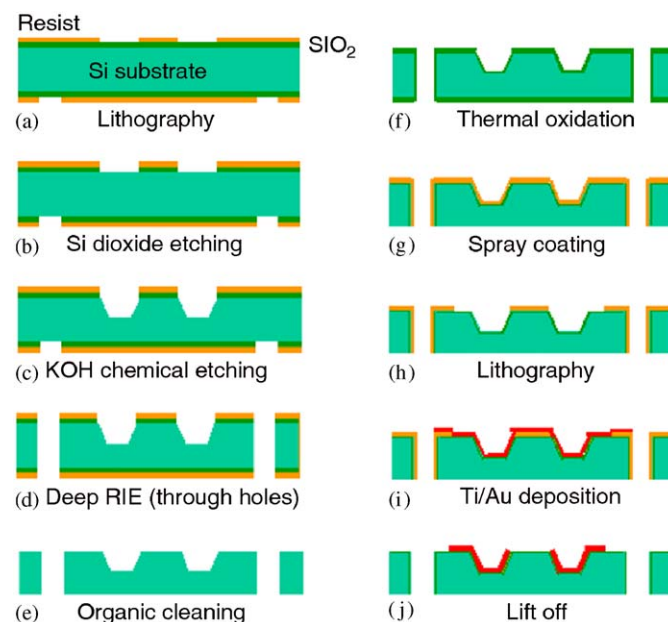 Resist
SIO₂
Si substrate
(a) Lithography
(b) Si dioxide etching
(c) KOH chemical etching
(d) Deep RIE (through holes)
(e) Organic cleaning
(f) Thermal oxidation
(g) Spray coating
(h) Lithography
(i) Ti/Au deposition
(j) Lift off